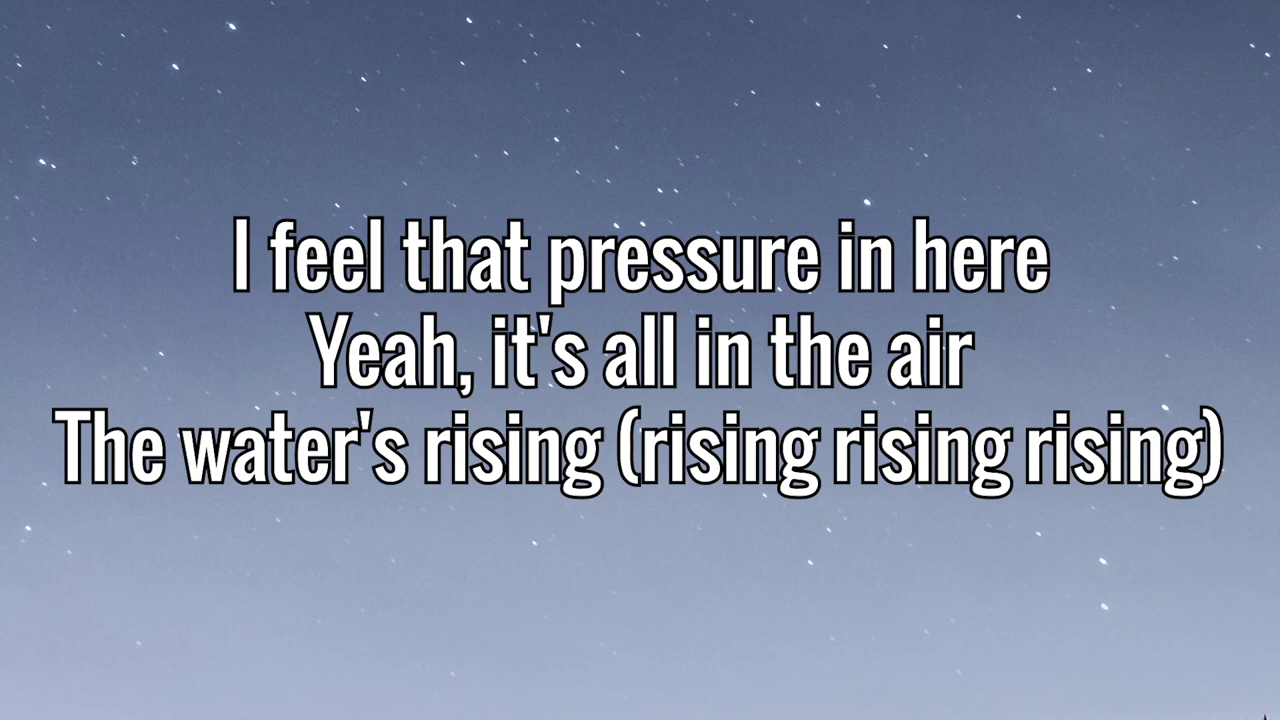 I feel that pressure in here
Yeah, it's all in the air
The water's rising (rising rising rising)